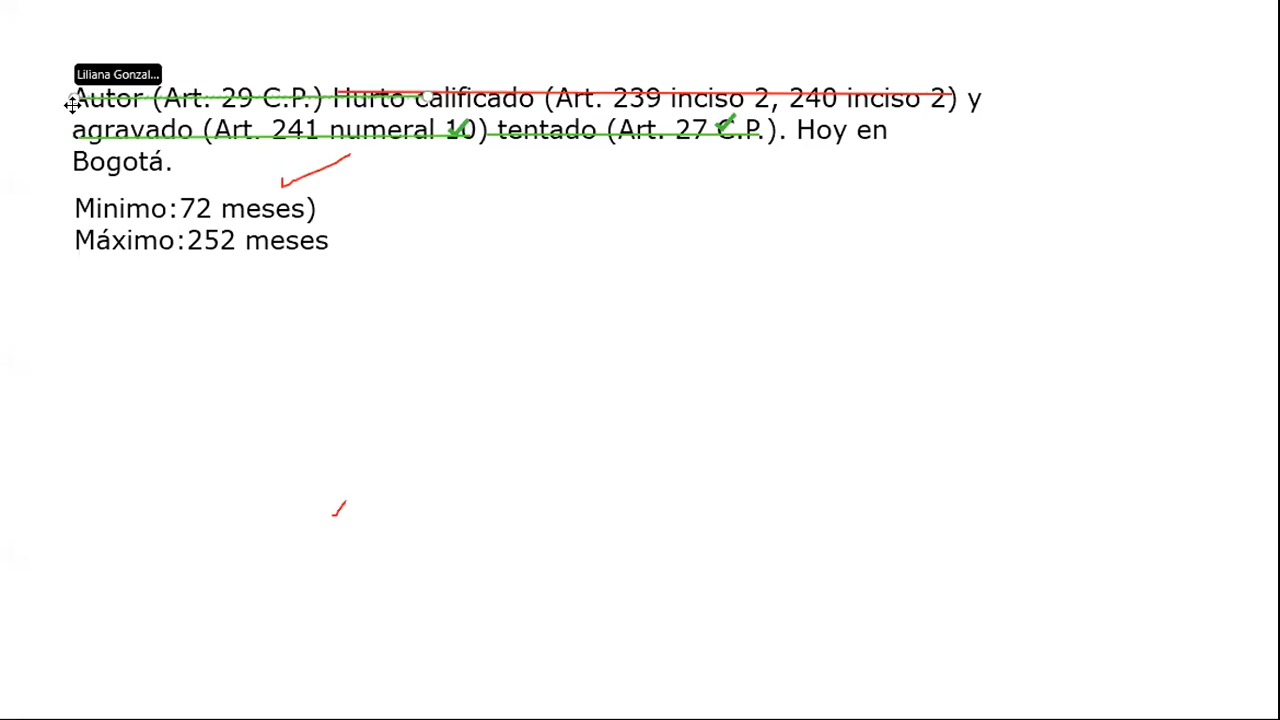 Liliana Gonzal...
Autor (Art. 29 C.P.) Hurto calificado (Art. 239 inciso 2, 240 inciso 2) y
agravado (Art. 241 numeral 10) tentado (Art. 27 C.P.). Hoy en
Bogotá.
Minimo:72 meses)
Máximo:252 meses